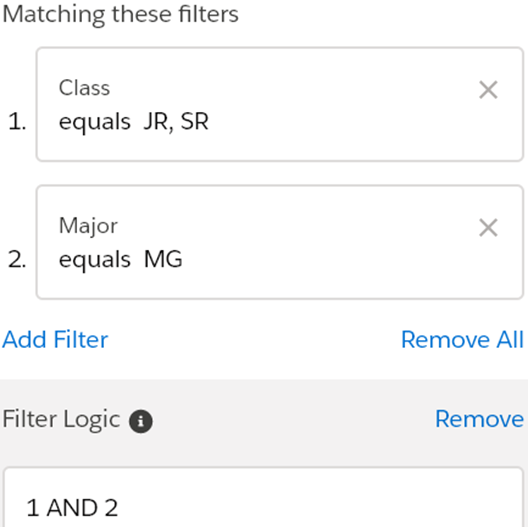 Matching these filters
Class
1. equals JR, SR
Major
2. equals MG
Add Filter Remove All
Filter Logic Remove
1 AND 2